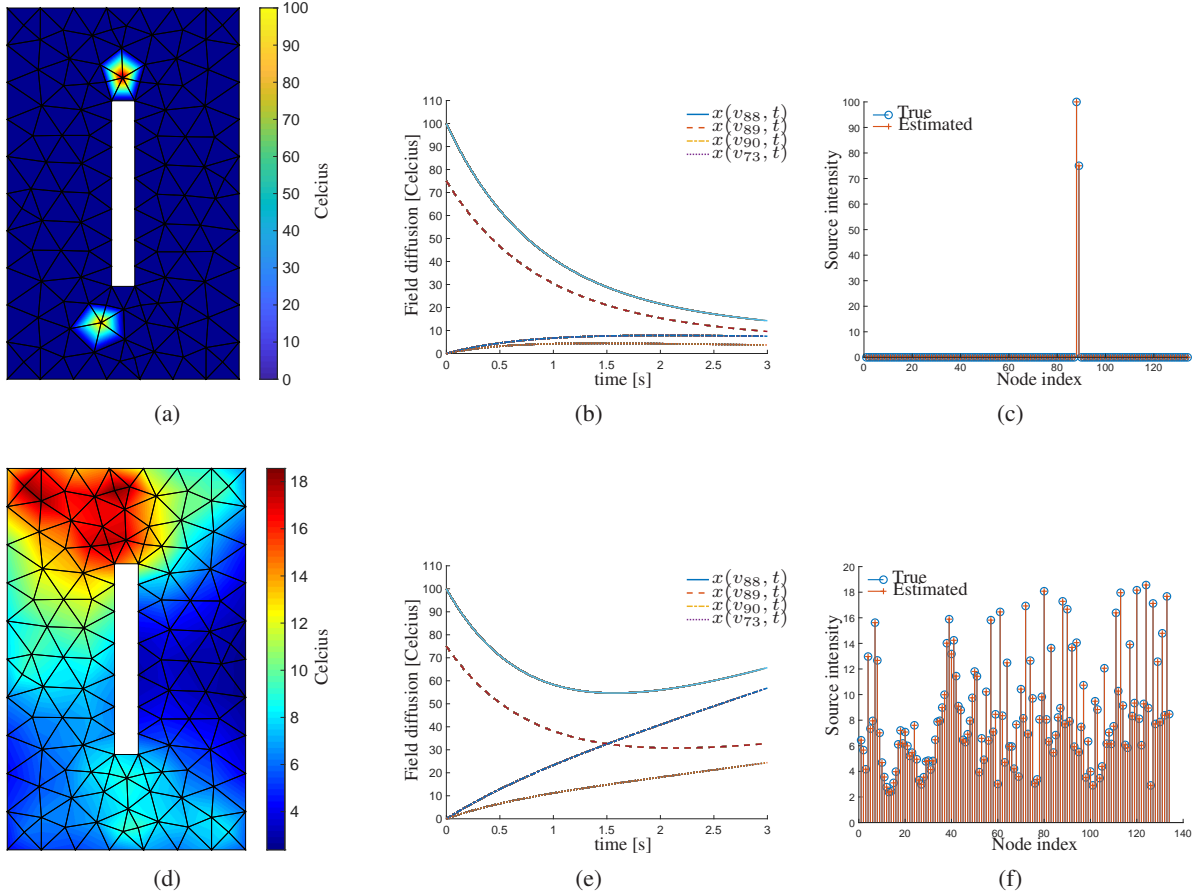 100
90
80
70
60
50
40
30
20
10
0
Celcius
(a)
110
100
90
80
70
60
50
40
30
20
10
0
Field diffusion [Celcius]
x(v88, t)
x(v89, t)
x(v90, t)
x(v73, t)
0 0.5 1 1.5 2 2.5 3
time [s]
(b)
100
90
80
70
60
50
40
30
20
10
0
Source intensity
True
Estimated
0 20 40 60 80 100 120
Node index
(c)
18
16
14
12
10
8
6
4
Celcius
(d)
110
100
90
80
70
60
50
40
30
20
10
0
Field diffusion [Celcius]
x(v88, t)
x(v89, t)
x(v90, t)
x(v73, t)
0 0.5 1 1.5 2 2.5 3
time [s]
(e)
20
18
16
14
12
10
8
6
4
2
0
Source intensity
True
Estimated
0 20 40 60 80 100 120 140
Node index
(f)